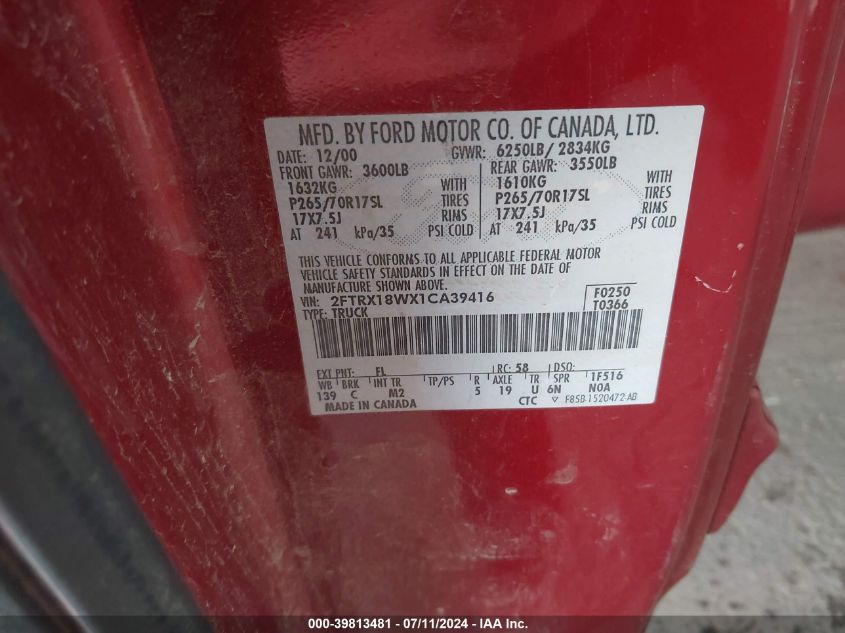 MFD. BY FORD MOTOR CO. OF CANADA, LTD.
DATE: 12/00 GVWR: 6250LB/ 2834KG
FRONT GAWR: 3600LB REAR GAWR: 3550LB
1632KG WITH 1610KG WITH
P265/70R17SL TIRES P265/70R17SL TIRES
17X7.5J RIMS 17X7.5J RIMS
AT 241 kPa/35 PSI COLD AT 241 kPa/35 PSI COLD
THIS VEHICLE CONFORMS TO ALL APPLICABLE FEDERAL MOTOR
VEHICLE SAFETY STANDARDS IN EFFECT ON THE DATE OF
MANUFACTURE SHOWN ABOVE.
VIN: 2FTRX18WX1CA39416 F0250
TYPE: TRUCK T0366
EXT PNT: FL RC: 58 DSO:
WB BRK INT TR TP/PS R AXLE TR SPR 1F516
139 C M2 5 19 U 6N NOA
MADE IN CANADA CTC F85B-1520472-AB
000-39813481 - 07/11/2024 - IAA Inc.